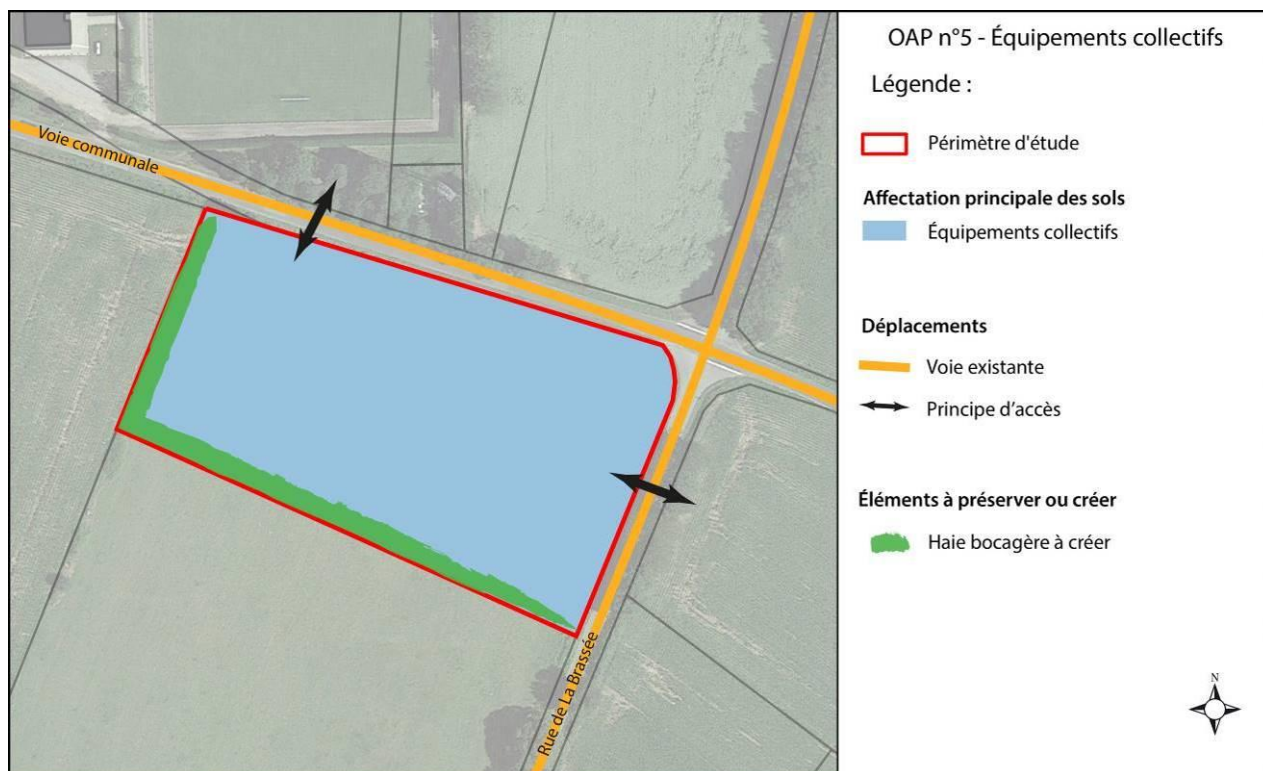 OAP n°5 - Équipements collectifs
Légende :
Périmètre d'étude
Affectation principale des sols
Équipements collectifs
Déplacements
Voie existante
Principe d'accès
Éléments à préserver ou créer
Haie bocagère à créer
N
Voie communale
Rue de La Brassée